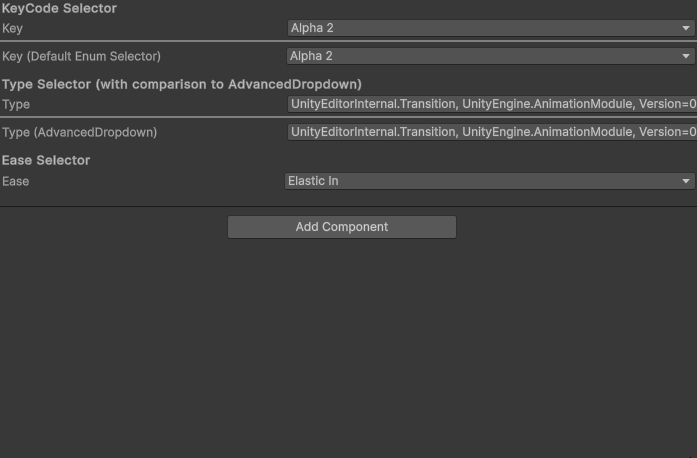 KeyCode Selector
Key Alpha 2
Key (Default Enum Selector) Alpha 2
Type Selector (with comparison to AdvancedDropdown)
Type UnityEditorInternal.Transition, UnityEngine.AnimationModule, Version=0
Type (AdvancedDropdown) UnityEditorInternal.Transition, UnityEngine.AnimationModule, Version=0
Ease Selector
Ease Elastic In
Add Component